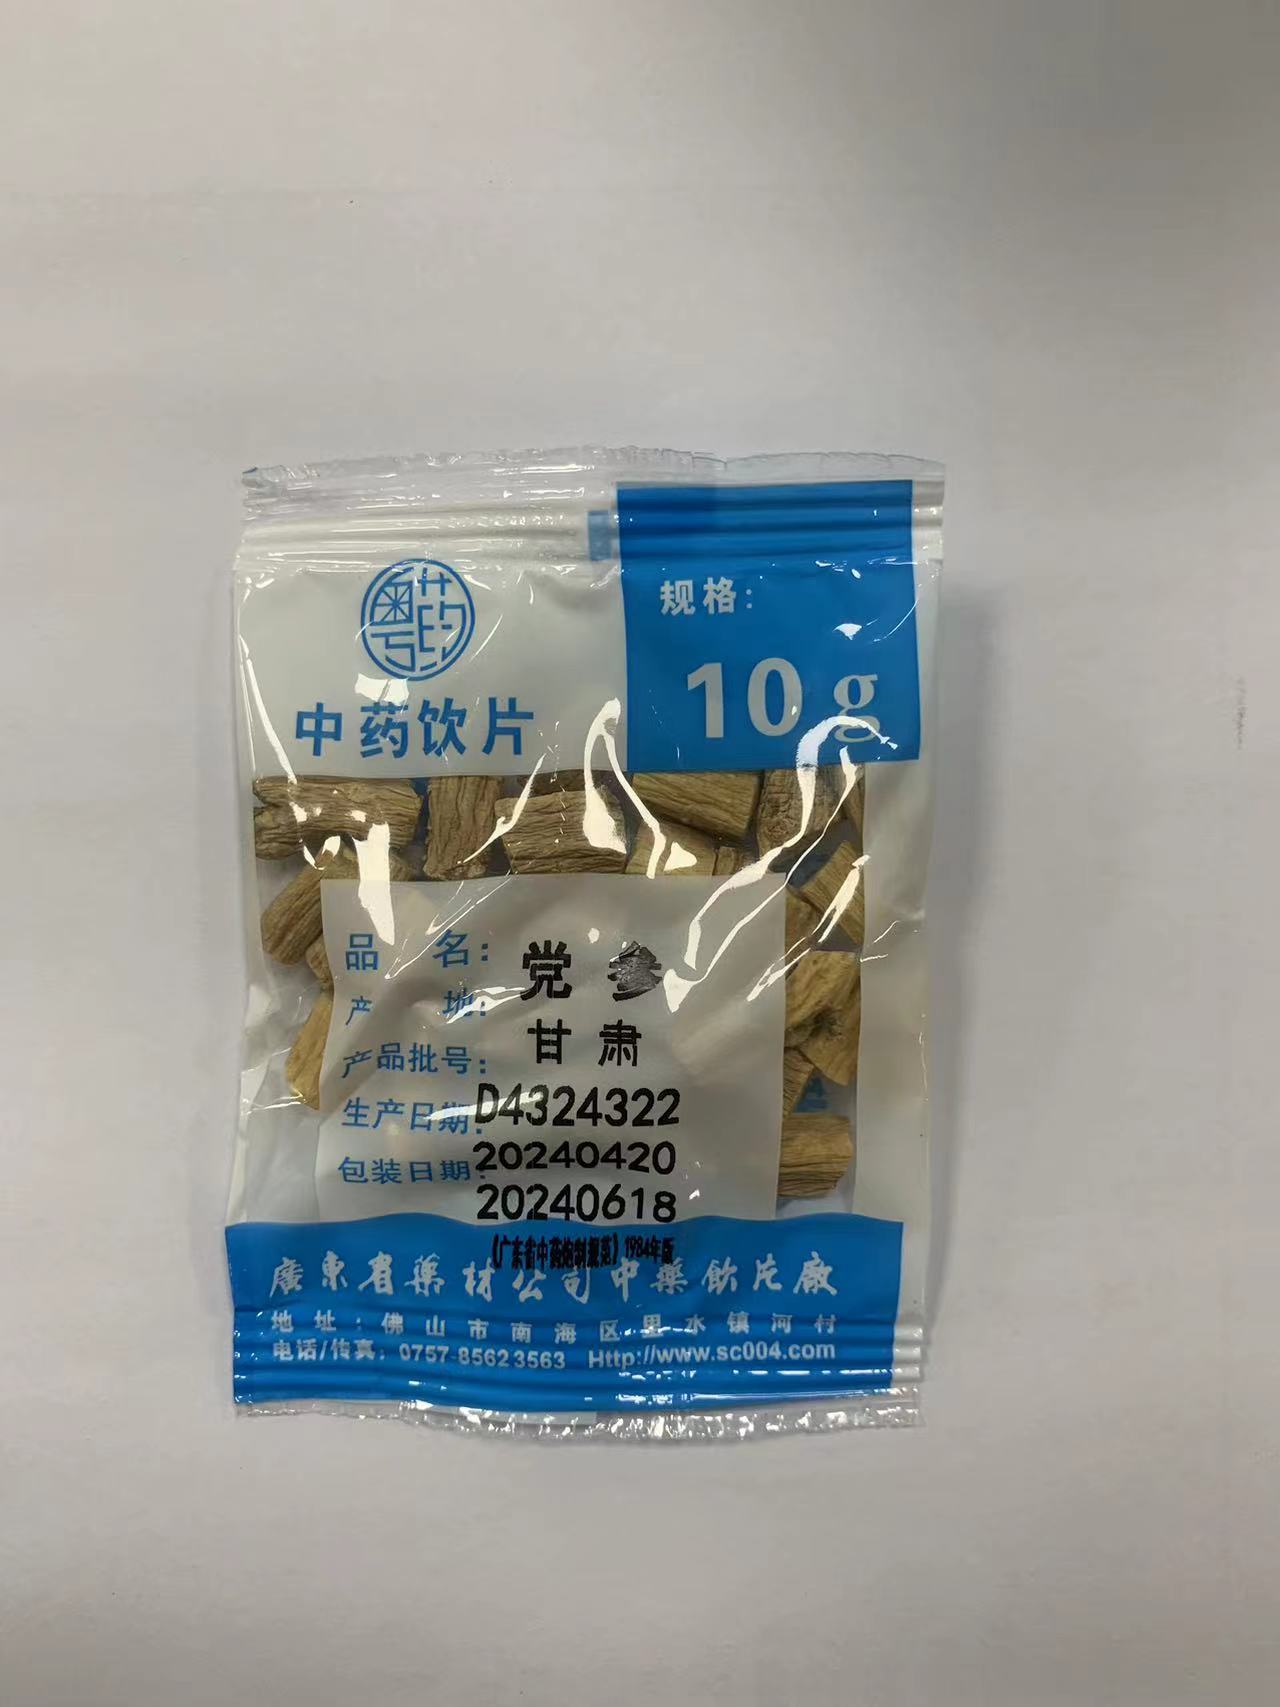 粤药
中药饮片
规格：
10g
品名：党参
产地：甘肃
产品批号：D4324322
生产日期：20240420
包装日期：20240618
《广东省中药炮制规范》1984年版
廣東省藥材公司中藥飲片廠
地址：佛山市南海区里水镇河村
电话/传真：0757-85623563 Http://www.sc004.com